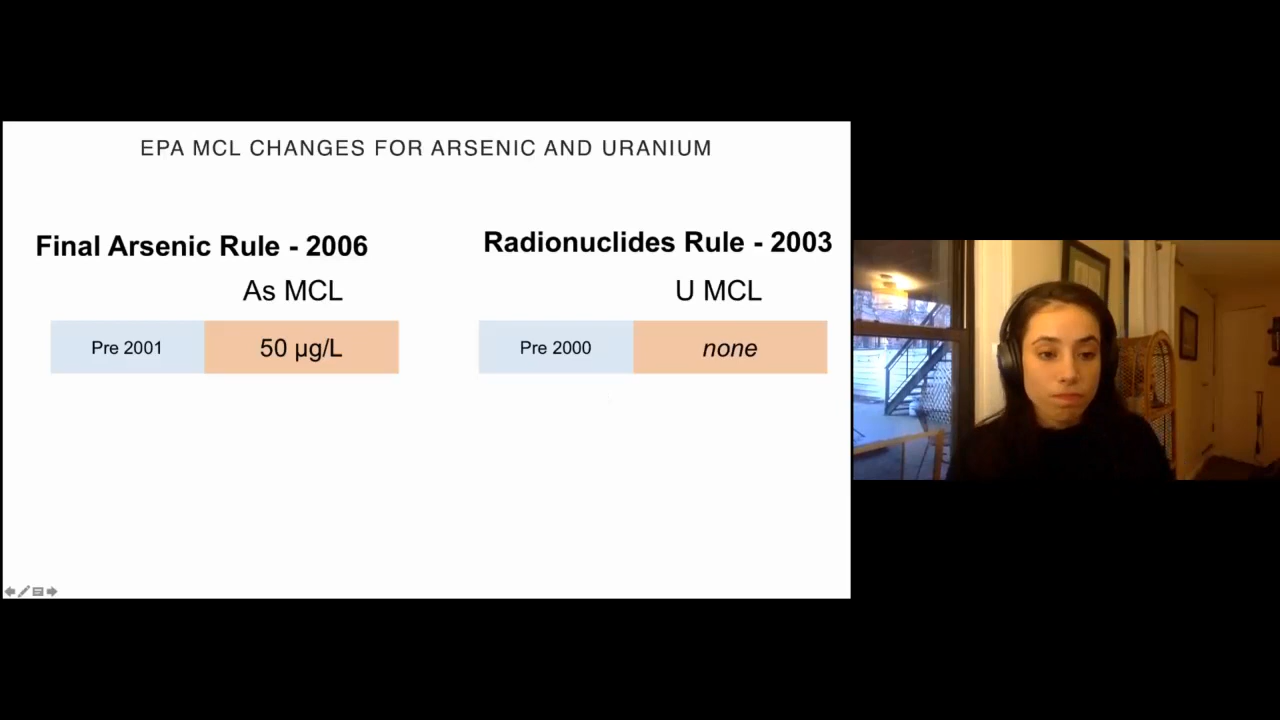 EPA MCL CHANGES FOR ARSENIC AND URANIUM
Final Arsenic Rule - 2006
As MCL
Pre 2001
50 µg/L
Radionuclides Rule - 2003
U MCL
Pre 2000
none